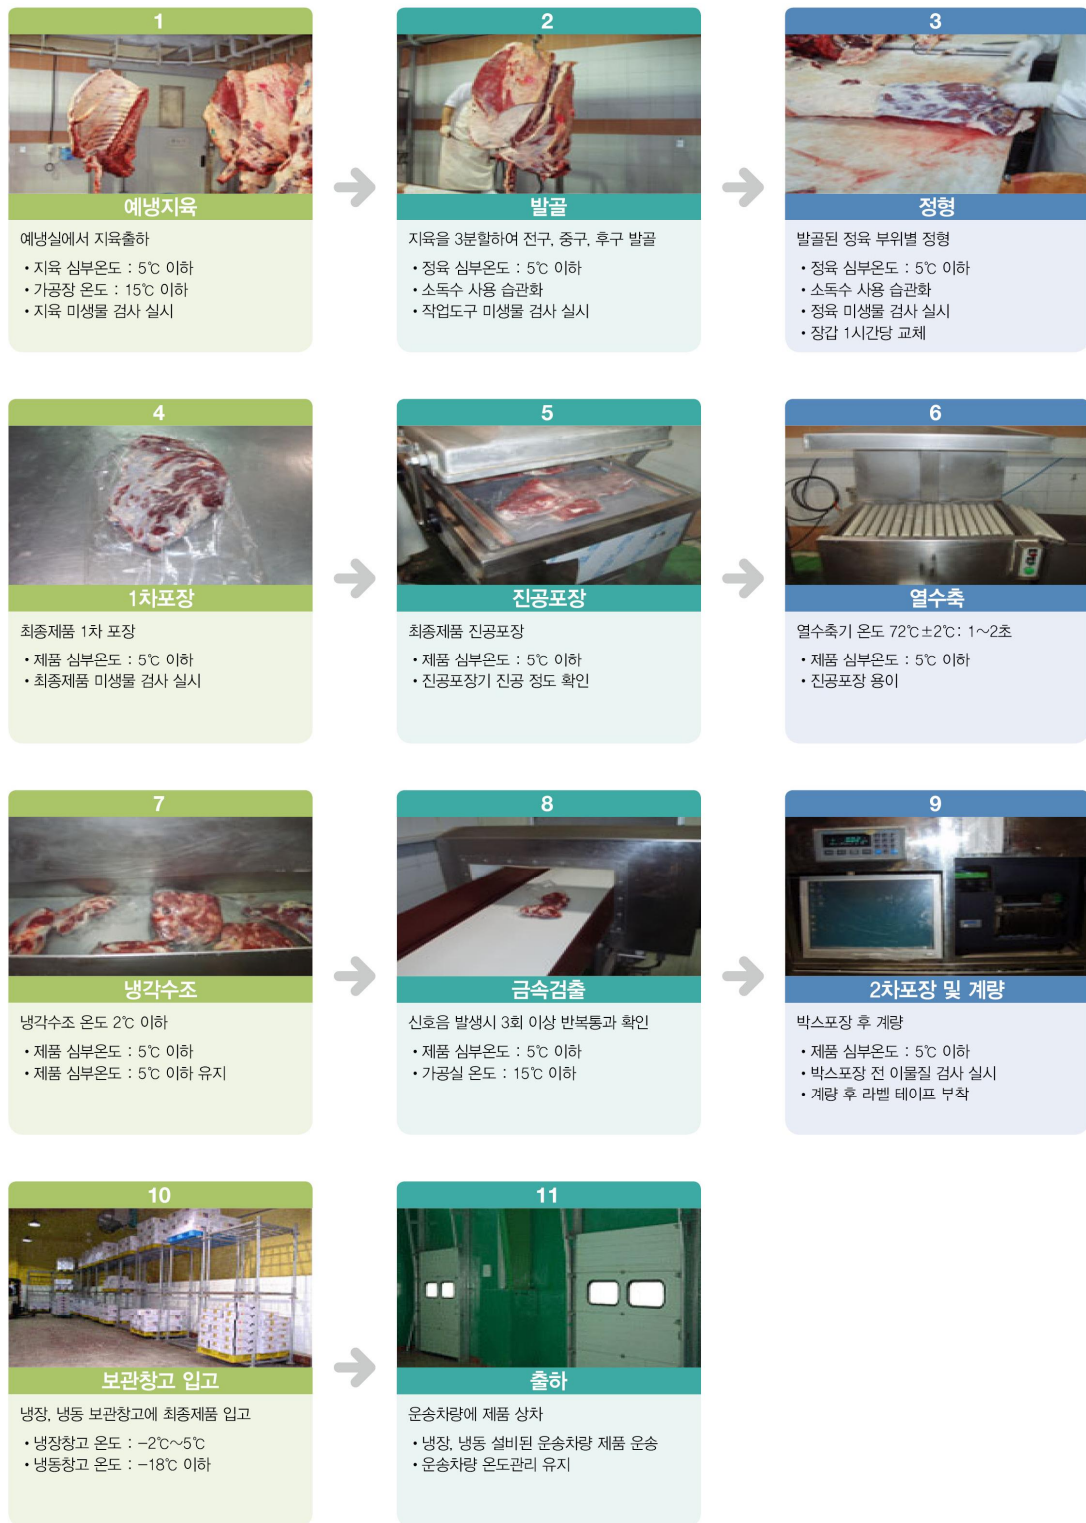 1
예냉지육
예냉실에서 지육출하
• 지육 심부온도 : 5℃ 이하
• 가공장 온도 : 15℃ 이하
• 지육 미생물 검사 실시
2
발골
지육을 3분할하여 전구, 중구, 후구 발골
• 정육 심부온도 : 5℃ 이하
• 소독수 사용 습관화
• 작업도구 미생물 검사 실시
3
정형
발골된 정육 부위별 정형
• 정육 심부온도 : 5℃ 이하
• 소독수 사용 습관화
• 정육 미생물 검사 실시
• 장갑 1시간당 교체
4
1차포장
최종제품 1차 포장
• 제품 심부온도 : 5℃ 이하
• 최종제품 미생물 검사 실시
5
진공포장
최종제품 진공포장
• 제품 심부온도 : 5℃ 이하
• 진공포장기 진공 정도 확인
6
열수축
열수축기 온도 72℃±2℃: 1~2초
• 제품 심부온도 : 5℃ 이하
• 진공포장 용이
7
냉각수조
냉각수조 온도 2℃ 이하
• 제품 심부온도 : 5℃ 이하
• 제품 심부온도 : 5℃ 이하 유지
8
금속검출
신호음 발생시 3회 이상 반복통과 확인
• 제품 심부온도 : 5℃ 이하
• 가공실 온도 : 15℃ 이하
9
2차포장 및 계량
박스포장 후 계량
• 제품 심부온도 : 5℃ 이하
• 박스포장 전 이물질 검사 실시
• 계량 후 라벨 테이프 부착
10
보관창고 입고
냉장, 냉동 보관창고에 최종제품 입고
• 냉장창고 온도 : -2℃~5℃
• 냉동창고 온도 : -18℃ 이하
11
출하
운송차량에 제품 상차
• 냉장, 냉동 설비된 운송차량 제품 운송
• 운송차량 온도관리 유지